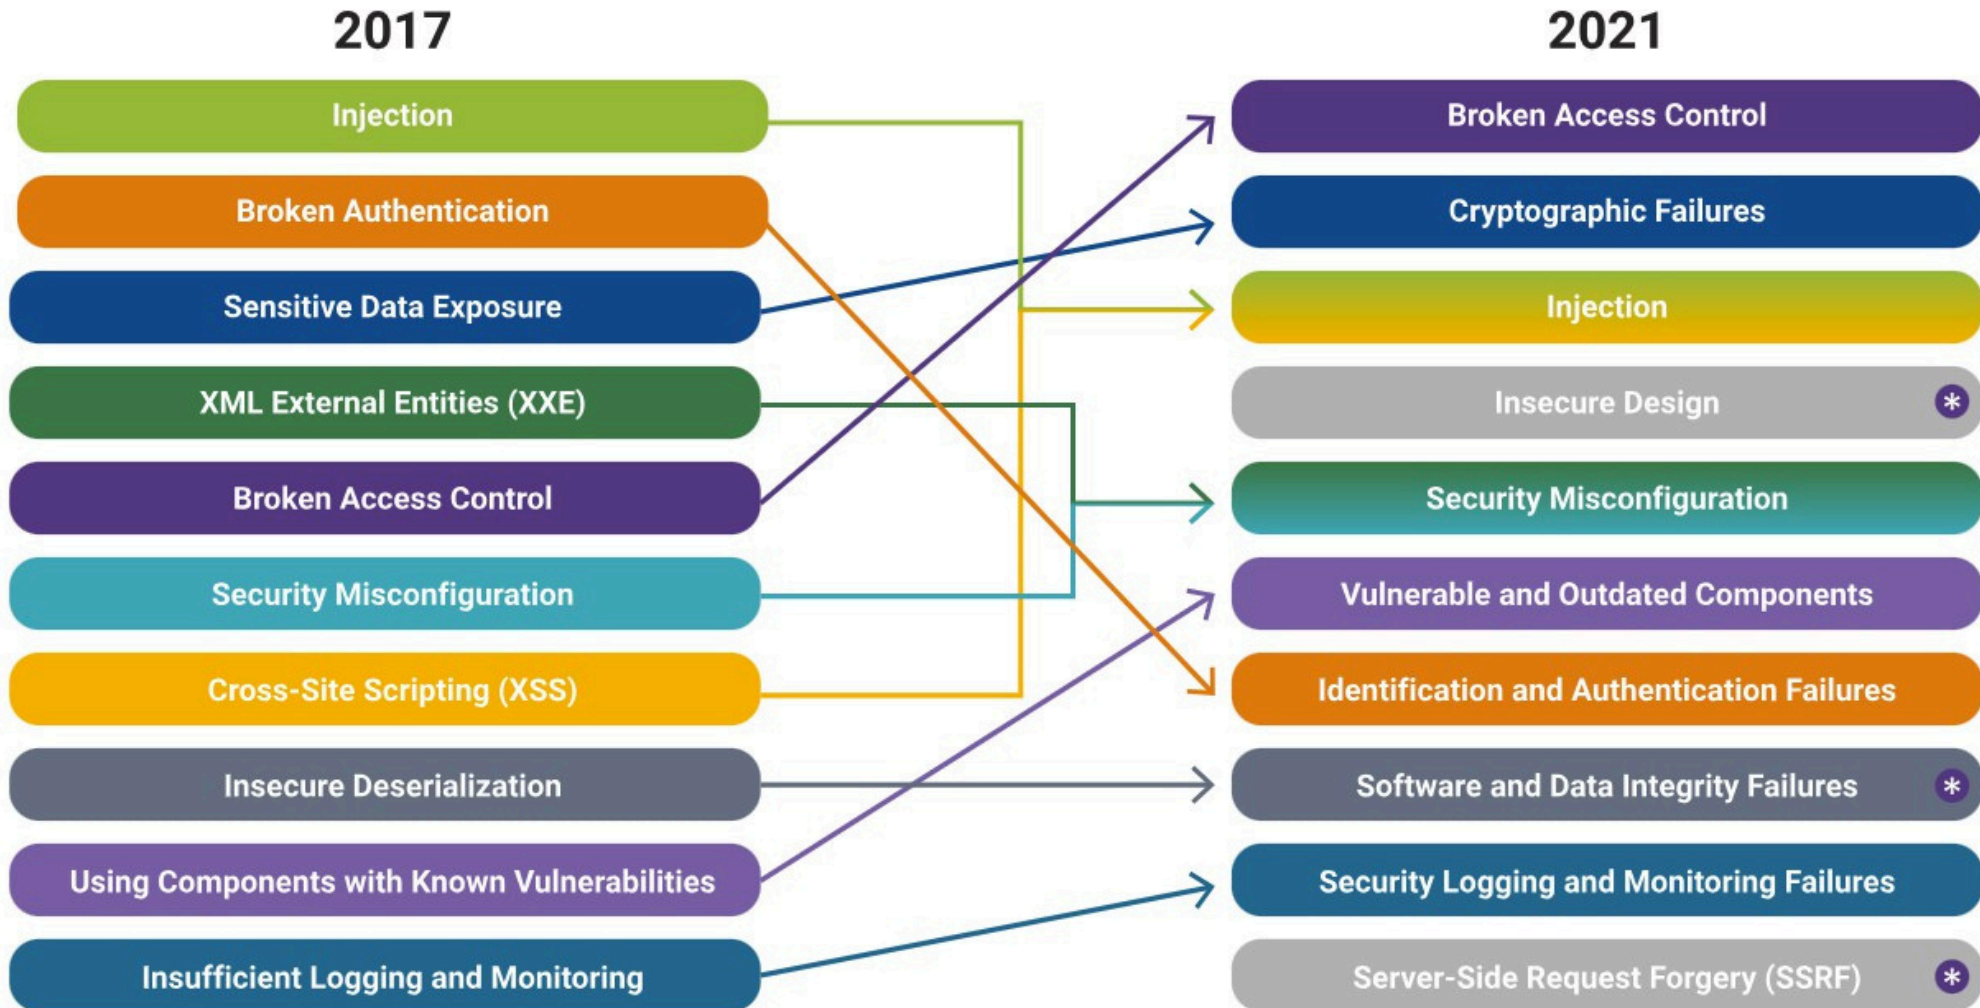 2017
Injection
Broken Authentication
Sensitive Data Exposure
XML External Entities (XXE)
Broken Access Control
Security Misconfiguration
Cross-Site Scripting (XSS)
Insecure Deserialization
Using Components with Known Vulnerabilities
Insufficient Logging and Monitoring
2021
Broken Access Control
Cryptographic Failures
Injection
Insecure Design *
Security Misconfiguration
Vulnerable and Outdated Components
Identification and Authentication Failures
Software and Data Integrity Failures *
Security Logging and Monitoring Failures
Server-Side Request Forgery (SSRF) *